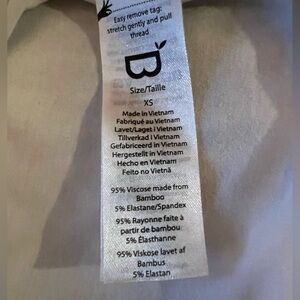 Easy remove tag:
stretch gently and pull
thread
B
Size/Taille
XS
Made in Vietnam
Fabriqué au Vietnam
Lavet/Laget i Vietnam
Tillverkad i Vietnam
Gefabriceerd in Vietnam
Hergestellt in Vietnam
Hecho en Vietnam
Feito no Vietnã
95% Viscose made from
Bamboo
5% Elastane/Spandex
95% Rayonne faite à
partir de bambou
5% Élasthanne
95% Viskose lavet af
Bambus
5% Elastan